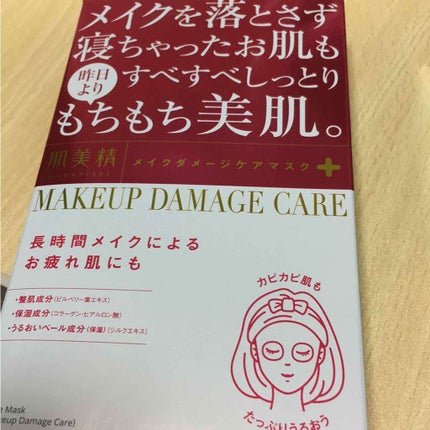 メイクを落とさず
寝ちゃったお肌も
昨日
より
すべすべしっとり
もちもち美肌。
肌美精
HADABISEI
メイクダメージケアマスク
MAKEUP DAMAGE CARE
長時間メイクによる
お疲れ肌にも
・整肌成分(ビルベリー葉エキス)
・保湿成分(コラーゲン・ヒアルロン酸)
・うるおいベール成分(保湿)(シルクエキス)
カピカピ肌も
たっぷりうるおう
Mask
Damage Care)